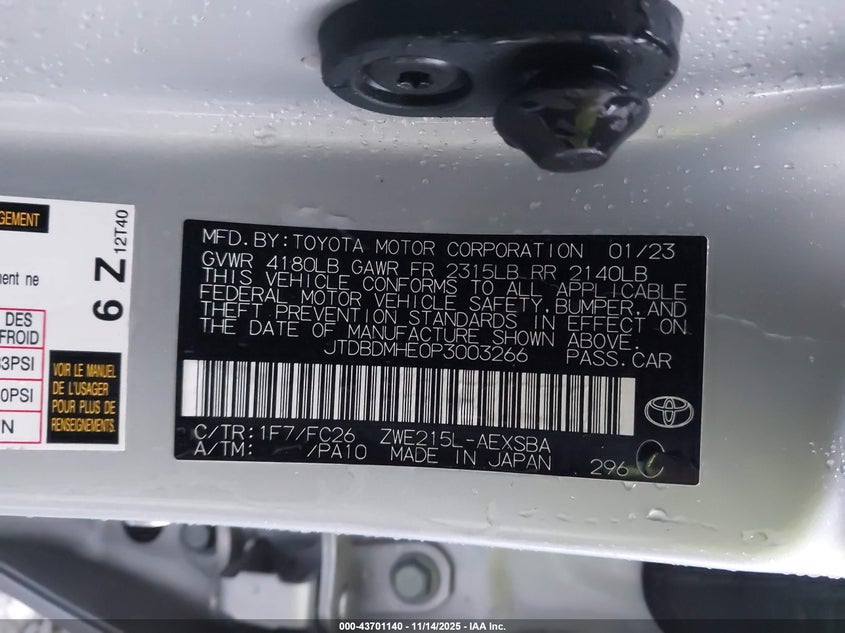 GEMENT
ment ne
6 Z 12T40
DES
FROID
33PSI
0PSI
N
VOIR LE MANUEL
DE L'USAGER
POUR PLUS DE
RENSEIGNEMENTS.
MFD.BY:TOYOTA MOTOR CORPORATION 01/23
GVWR 4180LB GAWR FR 2315LB RR 2140LB
THIS VEHICLE CONFORMS TO ALL APPLICABLE
FEDERAL MOTOR VEHICLE SAFETY, BUMPER, AND
THEFT PREVENTION STANDARDS IN EFFECT ON
THE DATE OF MANUFACTURE SHOWN ABOVE.
JTDBDMHE0P3003266 PASS.CAR
C/TR:1F7/FC26 ZWE215L-AEXSBA
A/TM: /PA10 MADE IN JAPAN 296 C
000-43701140 - 11/14/2025 - IAA Inc.